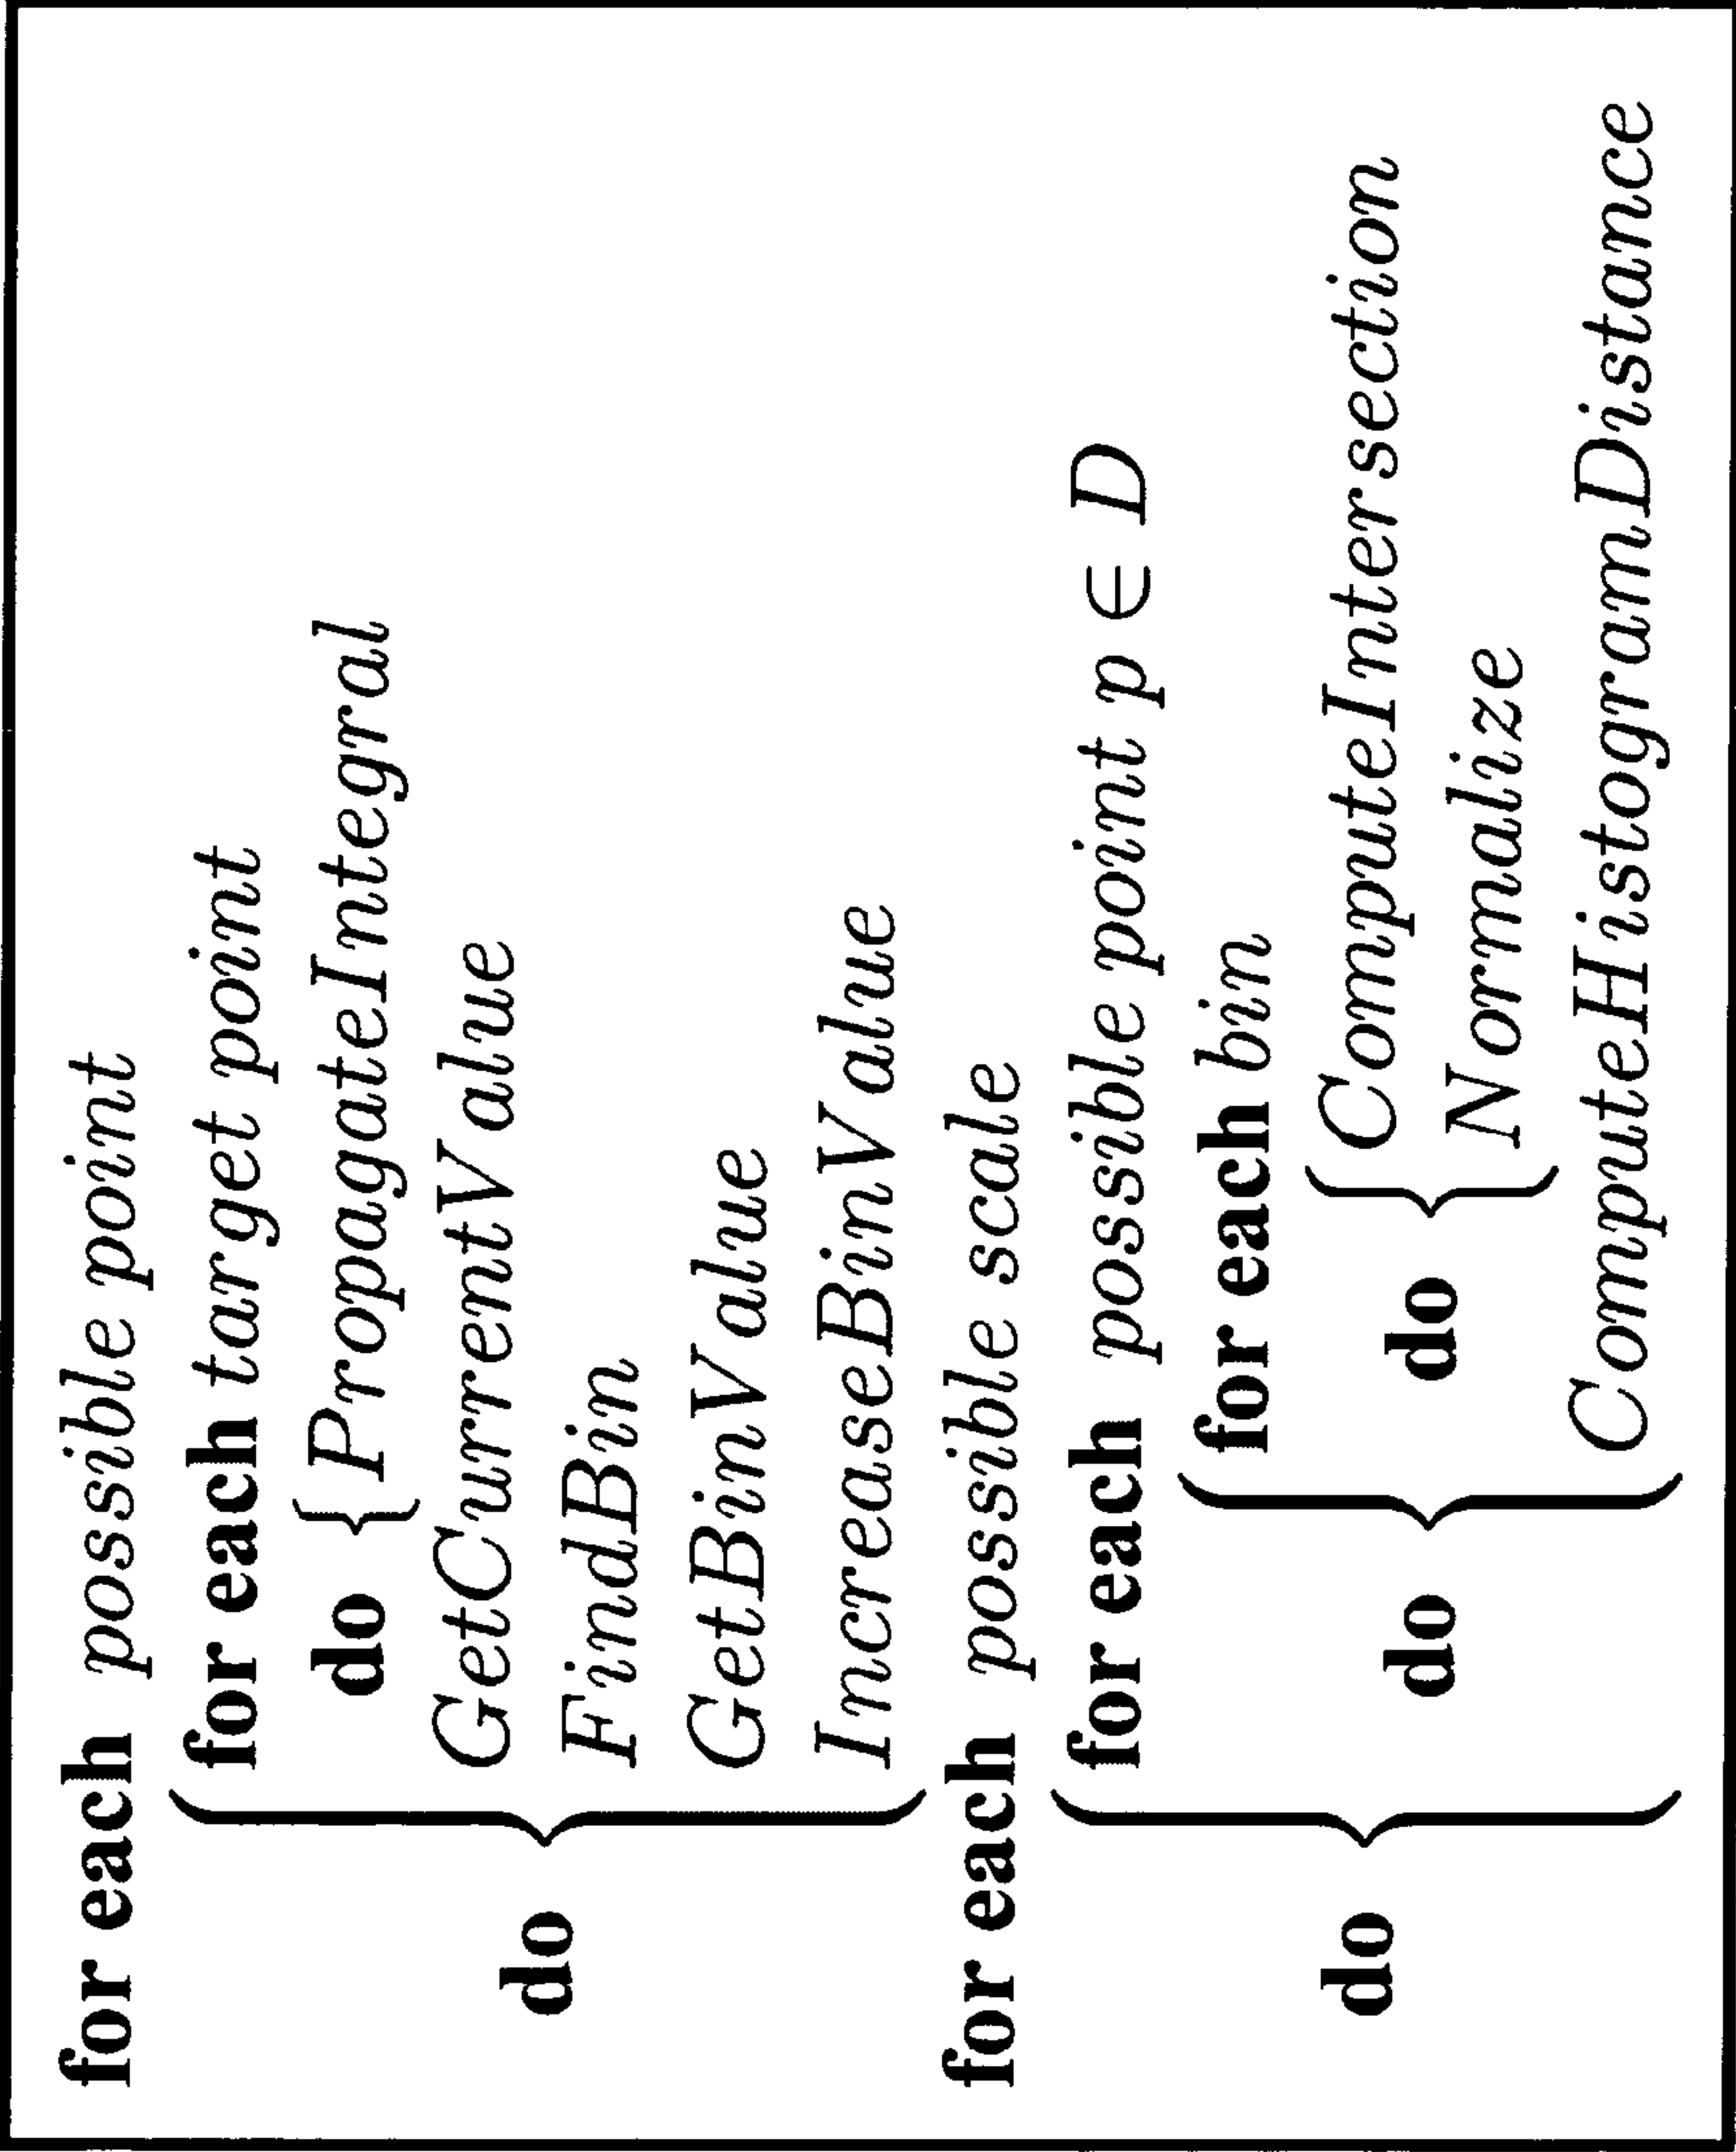 for each possible point
for each target point
do { PropagateIntegral
GetCurrentValue
do
FindBin
GetBinValue
IncreaseBinValue
for each possible scale
for each possible point p ∈ D
for each bin
do
do
do
ComputeIntersection
Normalize
ComputeHistogramDistance